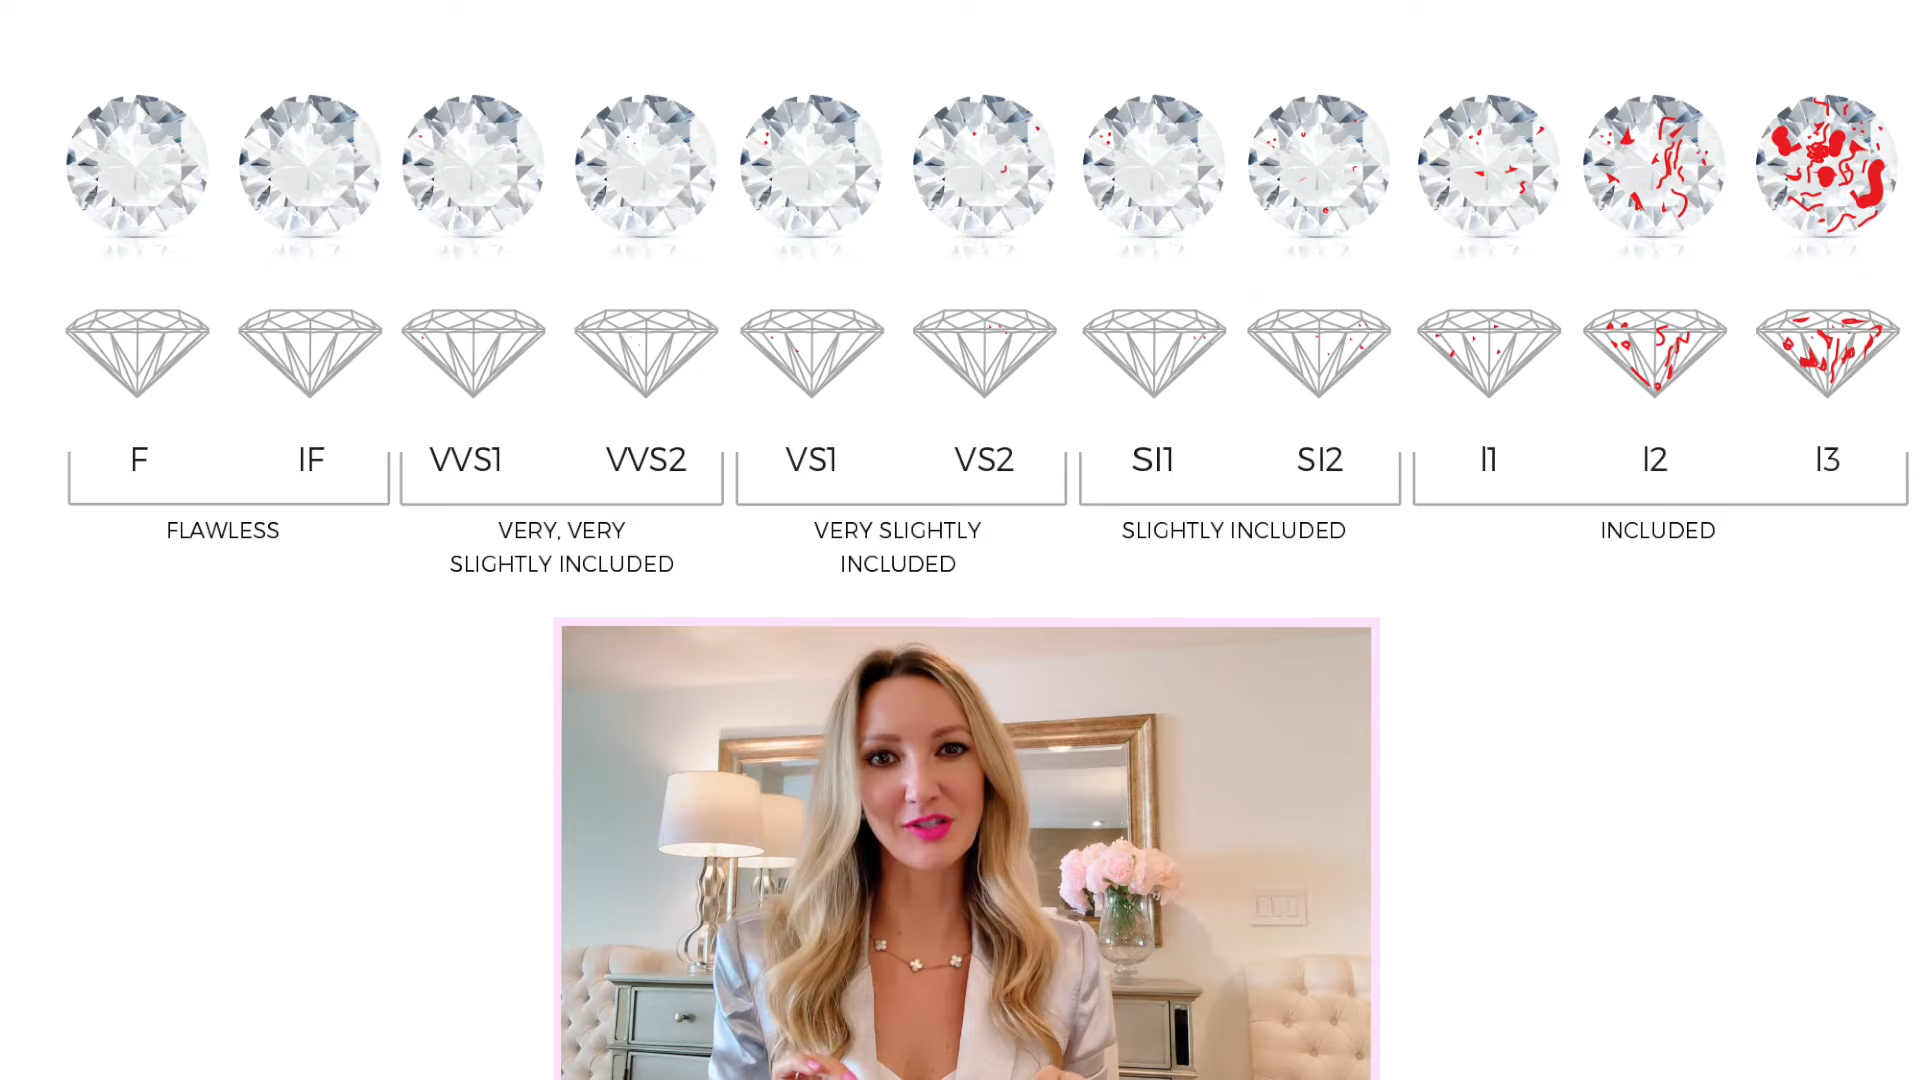 F IF VVS1 VVS2 VS1 VS2 SI1 SI2 I1 I2 I3
FLAWLESS
VERY, VERY
SLIGHTLY INCLUDED
VERY SLIGHTLY
INCLUDED
SLIGHTLY INCLUDED
INCLUDED